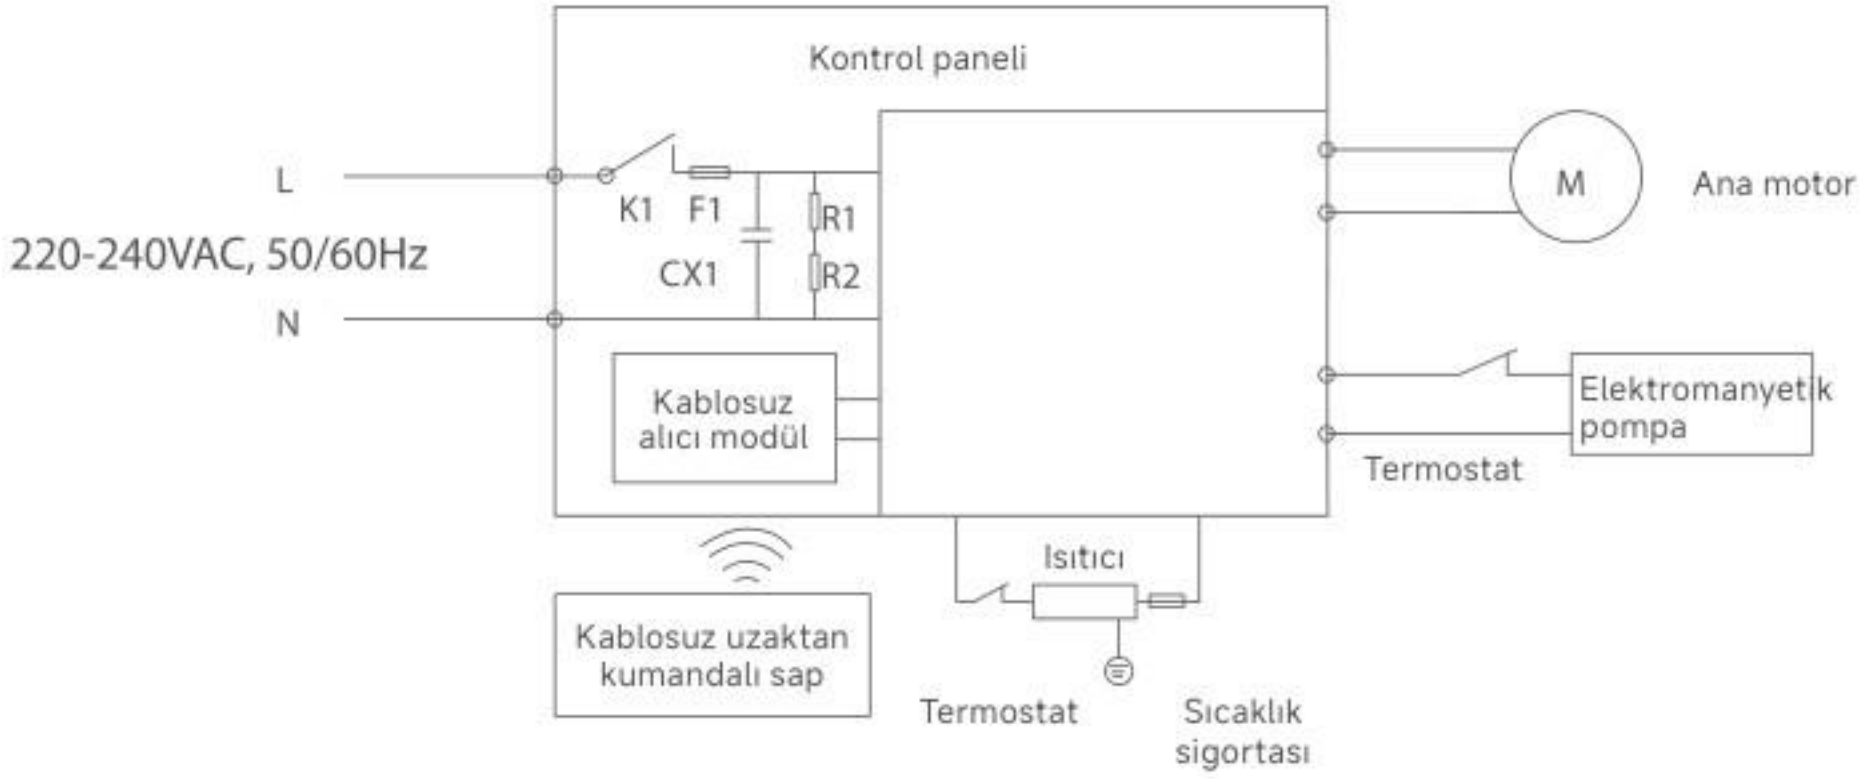 Kontrol paneli
L
K1
F1
R1
M
Ana motor
220-240VAC, 50/60Hz
CX1
R2
N
Kablosuz
alıcı modül
Elektromanyetik
pompa
Termostat
Isıtıcı
Kablosuz uzaktan
kumandalı sap
Termostat
Sıcaklık
sigortası